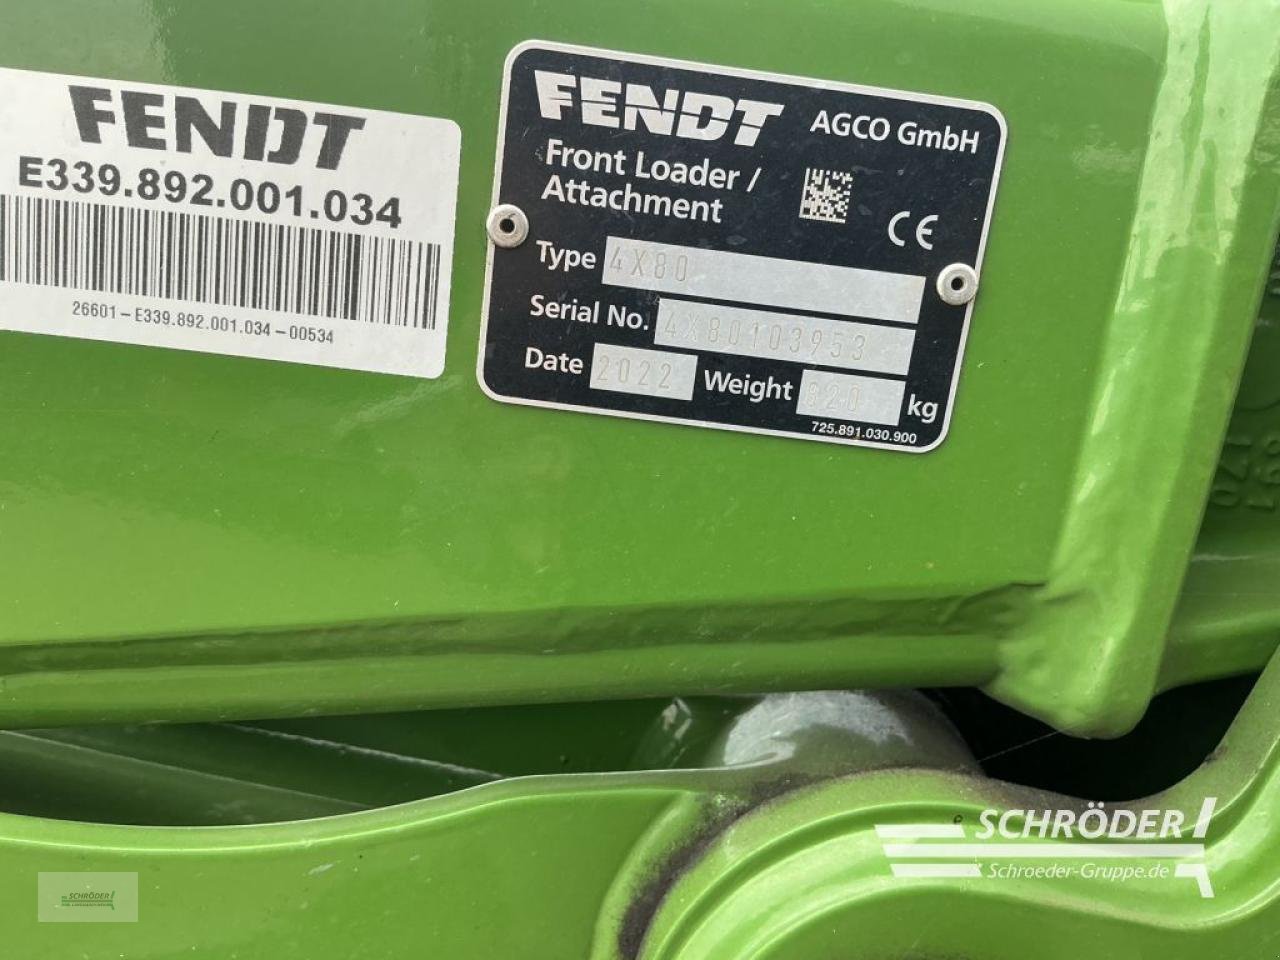 FENDT
E339.892.001.034
26601-E339.892.001.034-00534
FENDT AGCO GmbH
Front Loader /
Attachment
CE
Type 4X80
Serial No. 4X80103953
Date 2022 Weight 820 kg
725.891.030.900
SCHRÖDER
Schroeder-Gruppe.de
SCHRÖDER